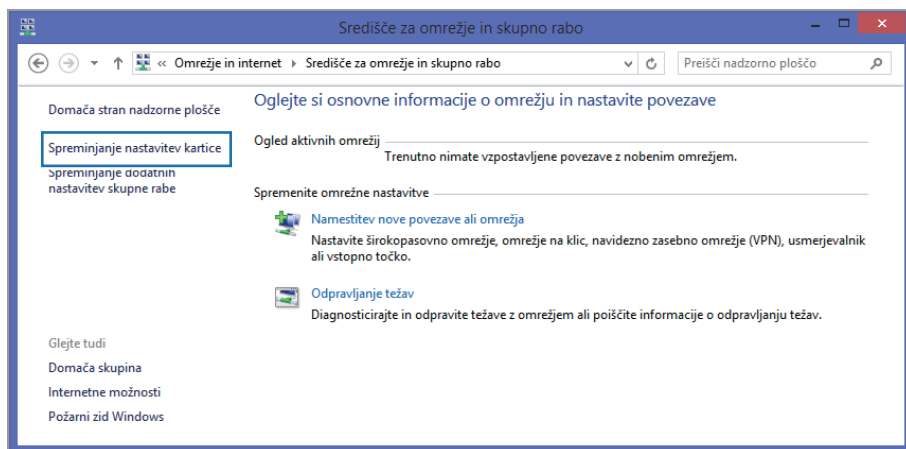 Središče za omrežje in skupno rabo
« Omrežje in internet ▸ Središče za omrežje in skupno rabo
Preišči nadzorno ploščo
Domača stran nadzorne plošče
Spreminjanje nastavitev kartice
Spreminjanje dodatnih
nastavitev skupne rabe
Oglejte si osnovne informacije o omrežju in nastavite povezave
Ogled aktivnih omrežij
Trenutno nimate vzpostavljene povezave z nobenim omrežjem.
Spremenite omrežne nastavitve
Namestitev nove povezave ali omrežja
Nastavite širokopasovno omrežje, omrežje na klic, navidezno zasebno omrežje (VPN), usmerjevalnik
ali vstopno točko.
Odpravljanje težav
Diagnosticirajte in odpravite težave z omrežjem ali poiščite informacije o odpravljanju težav.
Glejte tudi
Domača skupina
Internetne možnosti
Požarni zid Windows